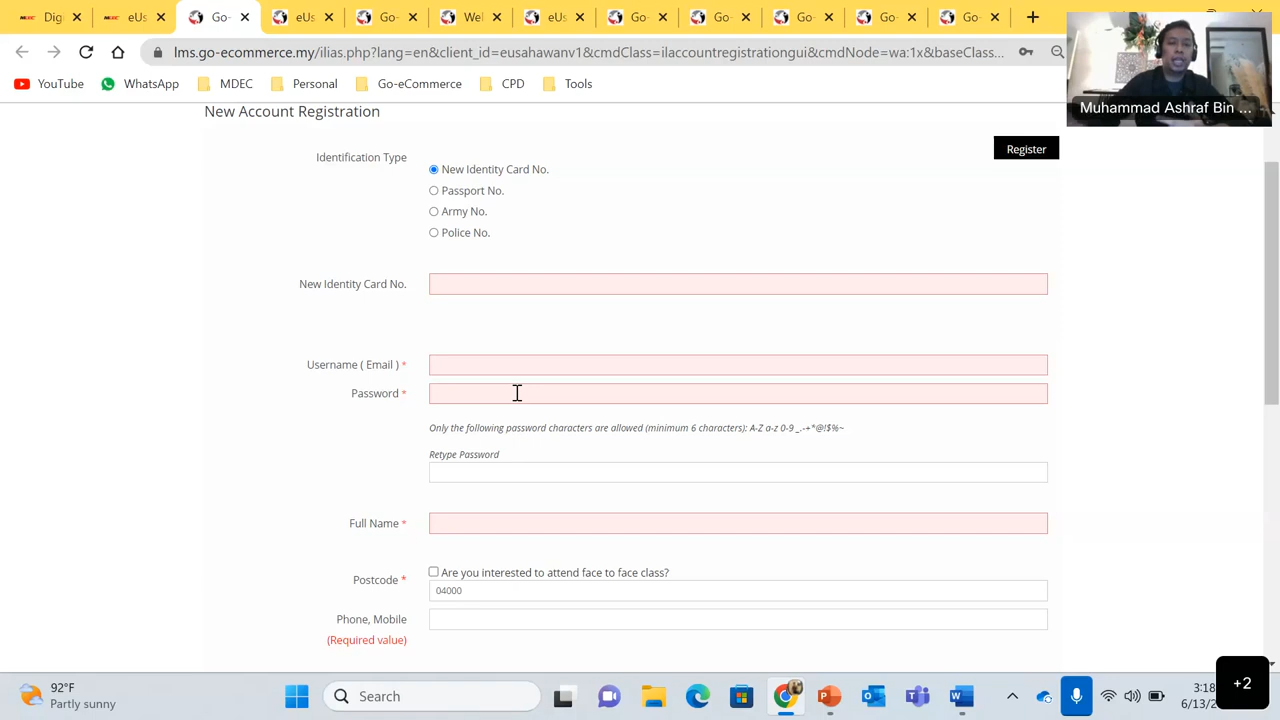 Dig
eUs
Go-
eUs
Go-
Wel
eUs
Go-
Go-
Go-
Go-
Go-
lms.go-ecommerce.my/ilias.php?lang=en&client_id=eusahawanv1&cmdClass=ilaccountregistrationgui&cmdNode=wq&baseClass...
YouTube
WhatsApp
MDEC
Personal
Go-eCommerce
CPD
Tools
Muhammad Ashraf Bin ...
New Account Registration
Register
Identification Type
New Identity Card No.
Passport No.
Army No.
Police No.
New Identity Card No.
Username ( Email ) *
Password *
Only the following password characters are allowed (minimum 6 characters): A-Z a-z 0-9 _.-+*@!$%~
Retype Password
Full Name *
Are you interested to attend face to face class?
Postcode *
04000
Phone, Mobile
(Required value)
92°F
Partly sunny
Search
3:18
6/13/2
+2